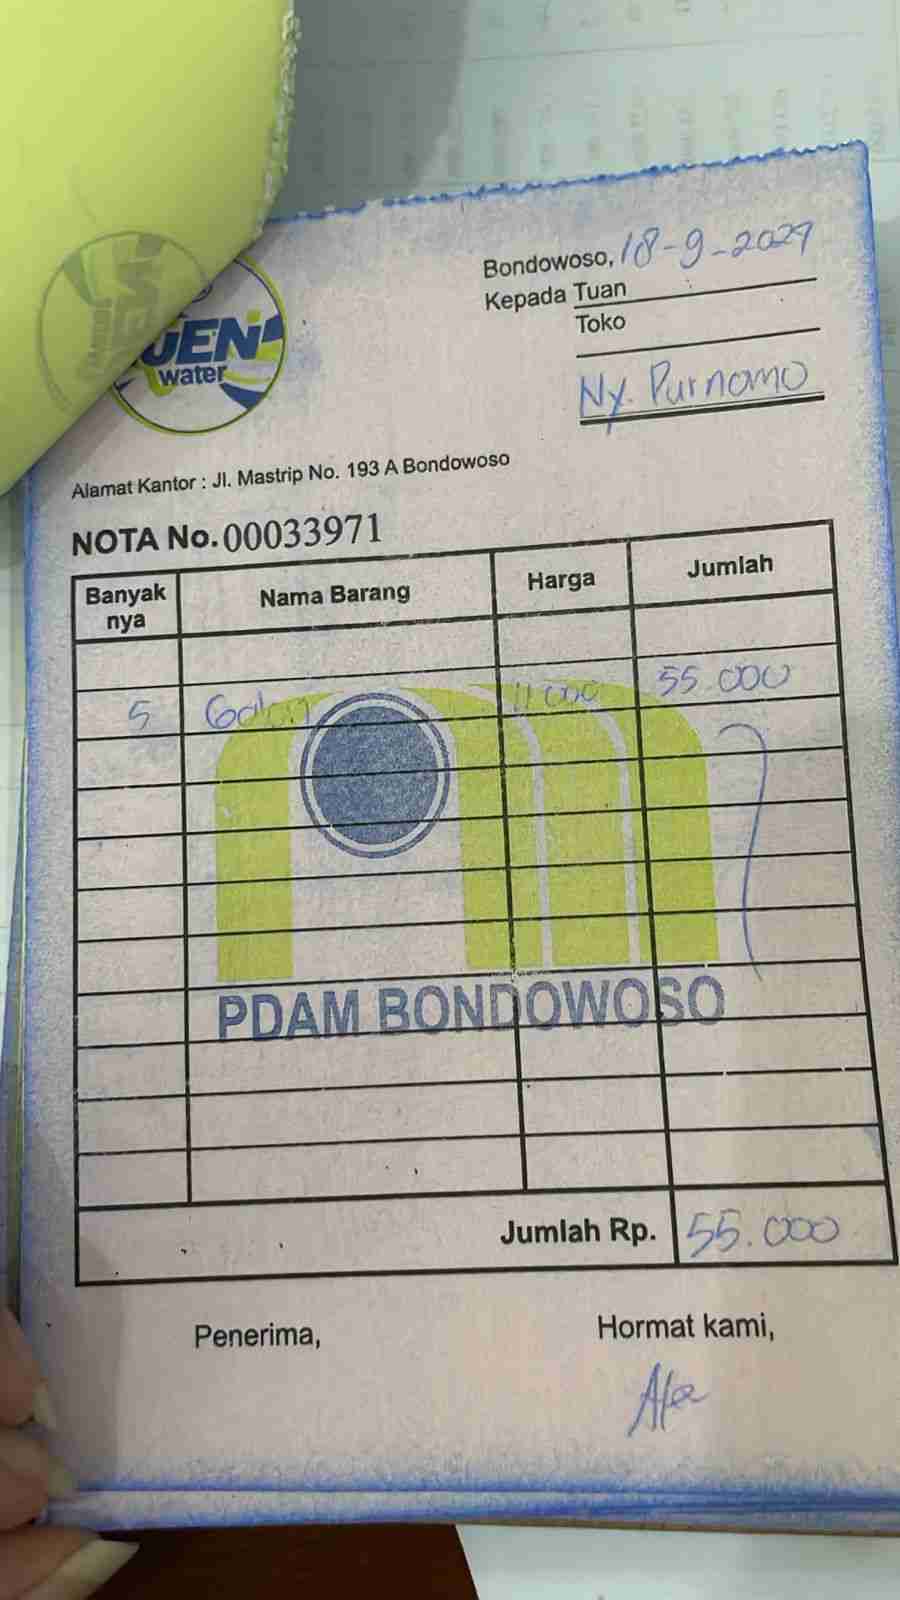 Bondowoso, 18-9-2029
Kepada Tuan
Toko
Ny. Purnomo
UEN
water
Alamat Kantor : Jl. Mastrip No. 193 A Bondowoso
NOTA No. 00033971
Banyak nya Nama Barang Harga Jumlah
5 Galon 11 000 55.000
PDAM BONDOWOSO
Jumlah Rp. 55.000
Penerima, Hormat kami,